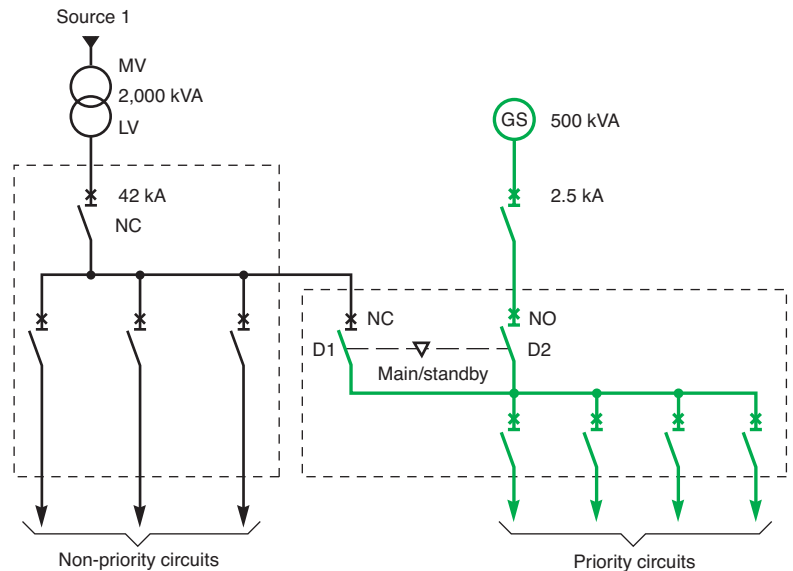 Source 1
MV
2,000 kVA
LV
GS
500 kVA
42 kA
2.5 kA
NC
NC
NO
D1
D2
Main/standby
Non-priority circuits
Priority circuits